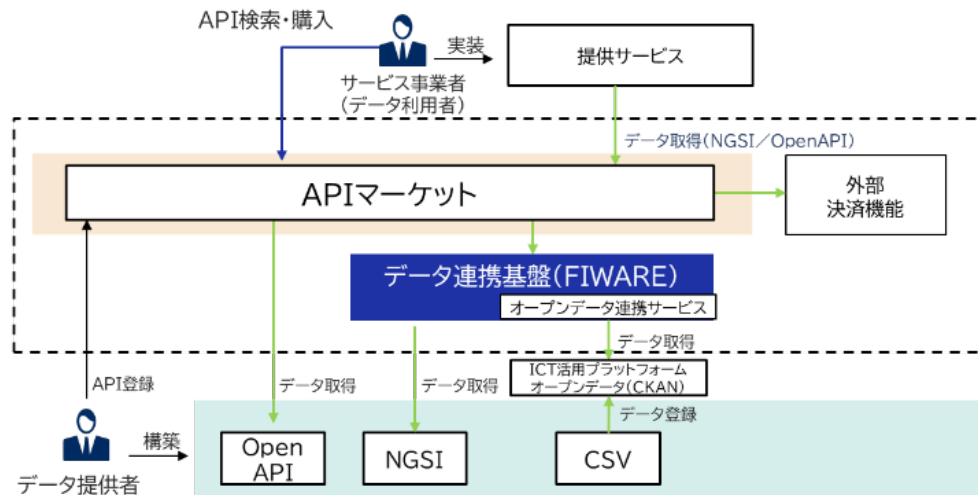 API検索・購入
実装
提供サービス
サービス事業者
(データ利用者)
データ取得(NGSI/OpenAPI)
APIマーケット
外部
決済機能
データ連携基盤(FIWARE)
オープンデータ連携サービス
データ取得
ICT活用プラットフォーム
オープンデータ(CKAN)
API登録
データ取得
データ取得
データ登録
構築
Open
API
NGSI
CSV
データ提供者